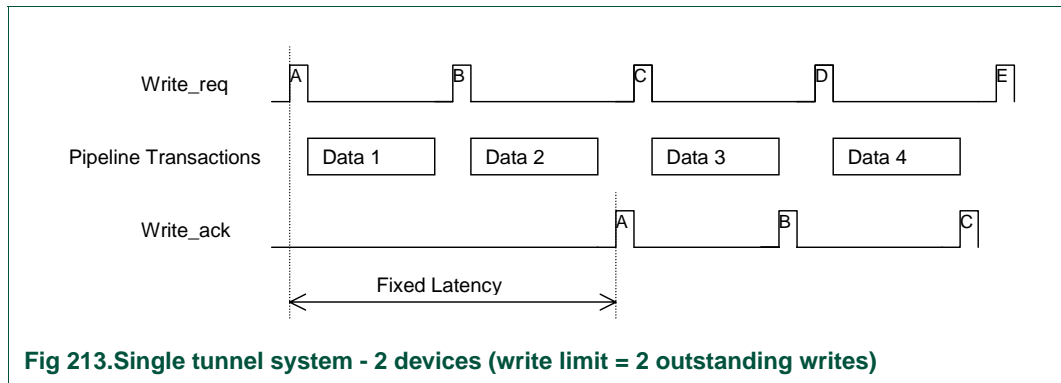 A B C D E
Write_req
Pipeline Transactions Data 1 Data 2 Data 3 Data 4
A B C
Write_ack
Fixed Latency
Fig 213.Single tunnel system - 2 devices (write limit = 2 outstanding writes)